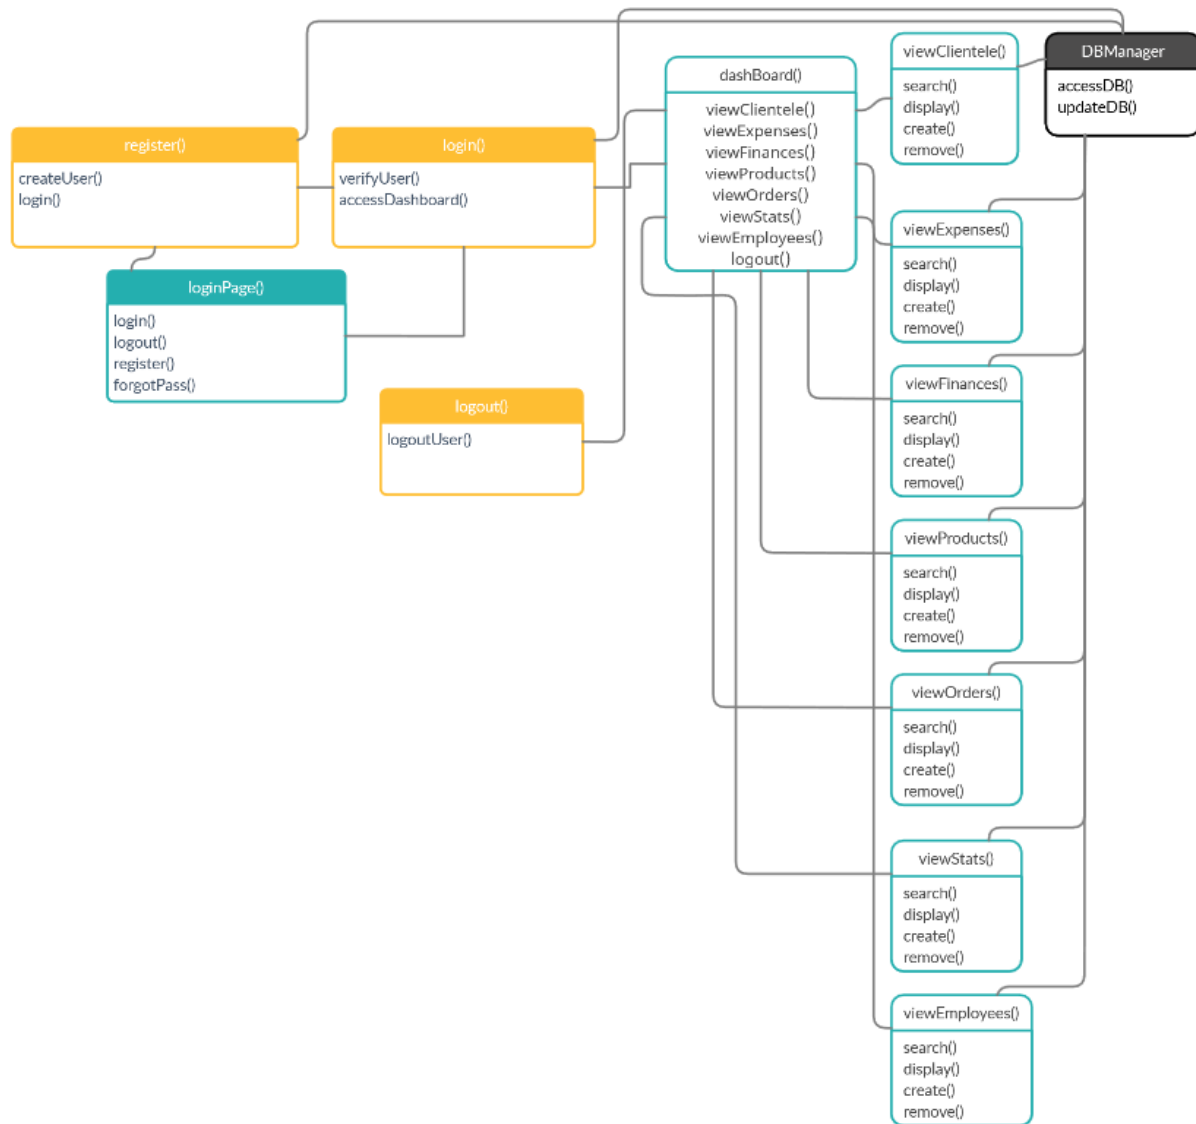 register()
createUser()
login()
login()
verifyUser()
accessDashboard()
loginPage()
login()
logout()
register()
forgotPass()
logout()
logoutUser()
dashBoard()
viewClientele()
viewExpenses()
viewFinances()
viewProducts()
viewOrders()
viewStats()
viewEmployees()
logout()
viewClientele()
search()
display()
create()
remove()
DBManager
accessDB()
updateDB()
viewExpenses()
search()
display()
create()
remove()
viewFinances()
search()
display()
create()
remove()
viewProducts()
search()
display()
create()
remove()
viewOrders()
search()
display()
create()
remove()
viewStats()
search()
display()
create()
remove()
viewEmployees()
search()
display()
create()
remove()